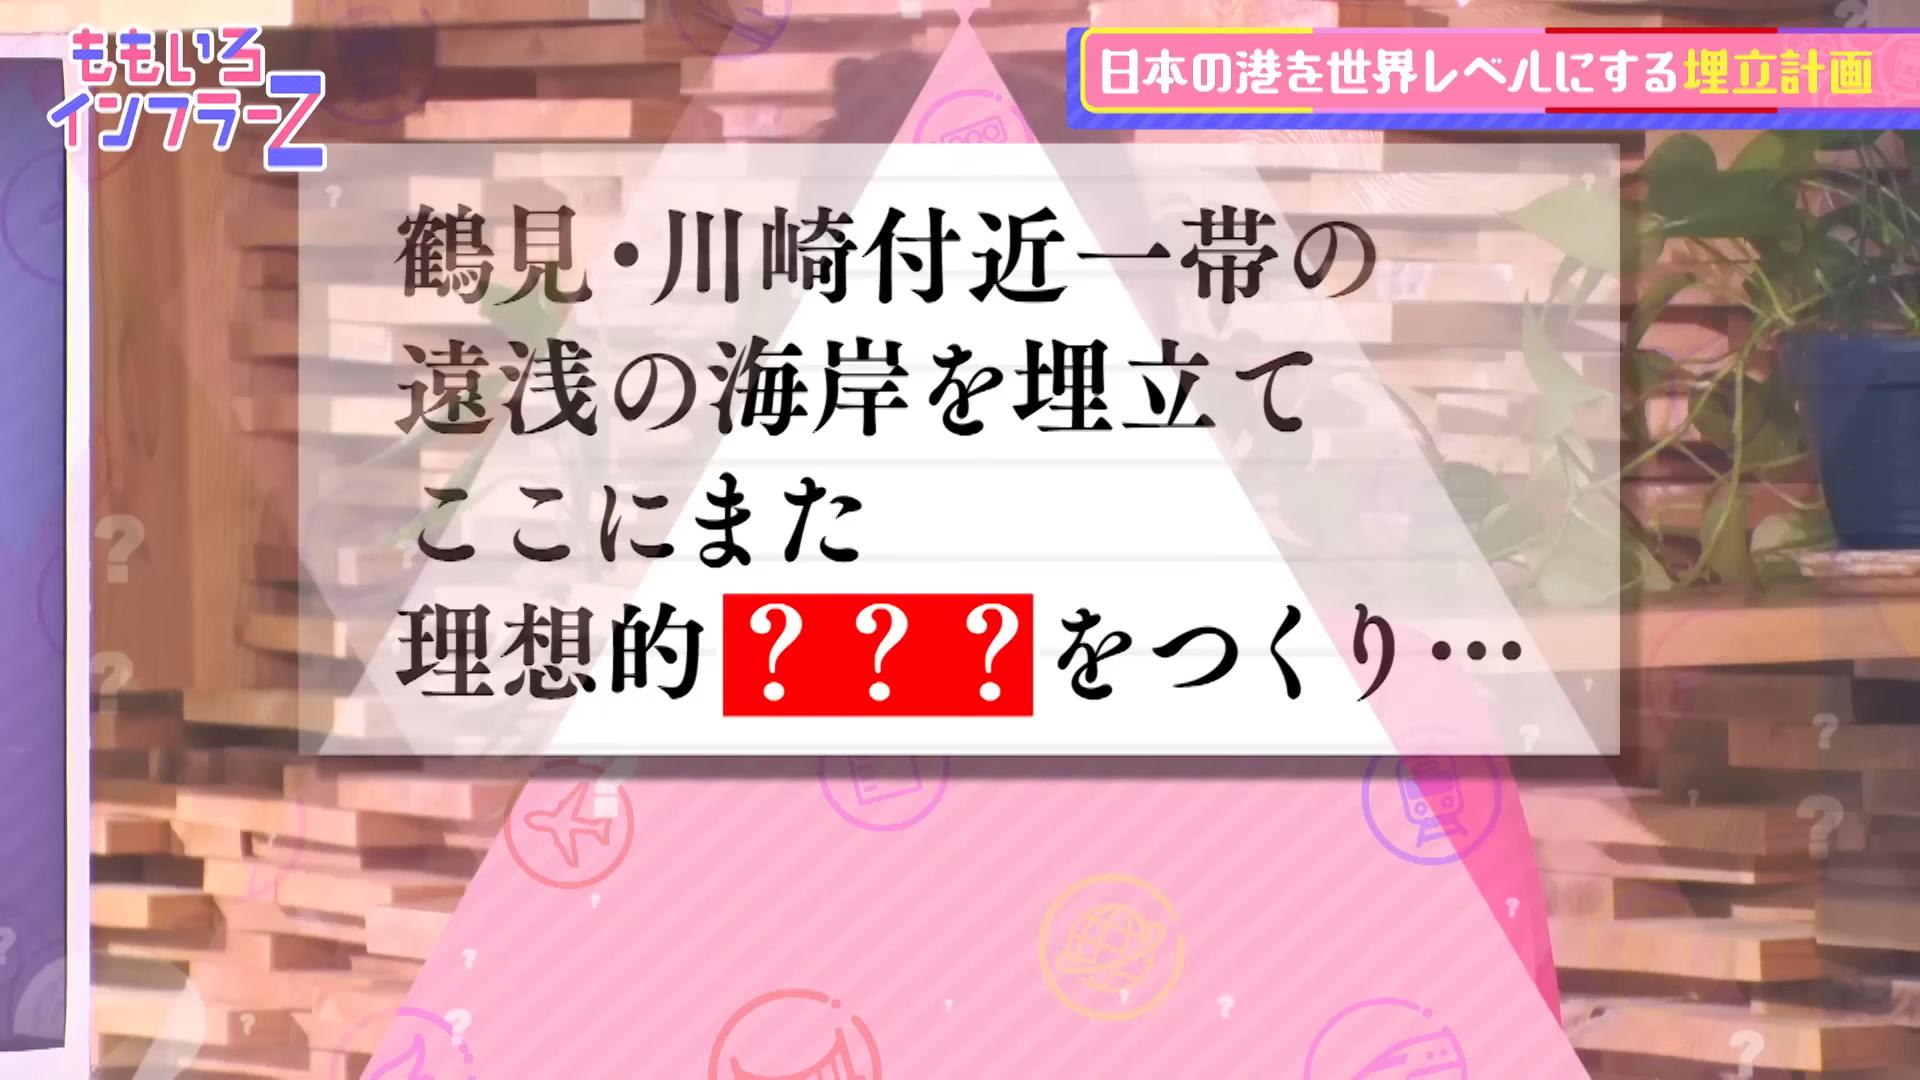 ももいろ
インフラーZ
日本の港を世界レベルにする埋立計画
鶴見・川崎付近一帯の
遠浅の海岸を埋立て
ここにまた
理想的???をつくり…